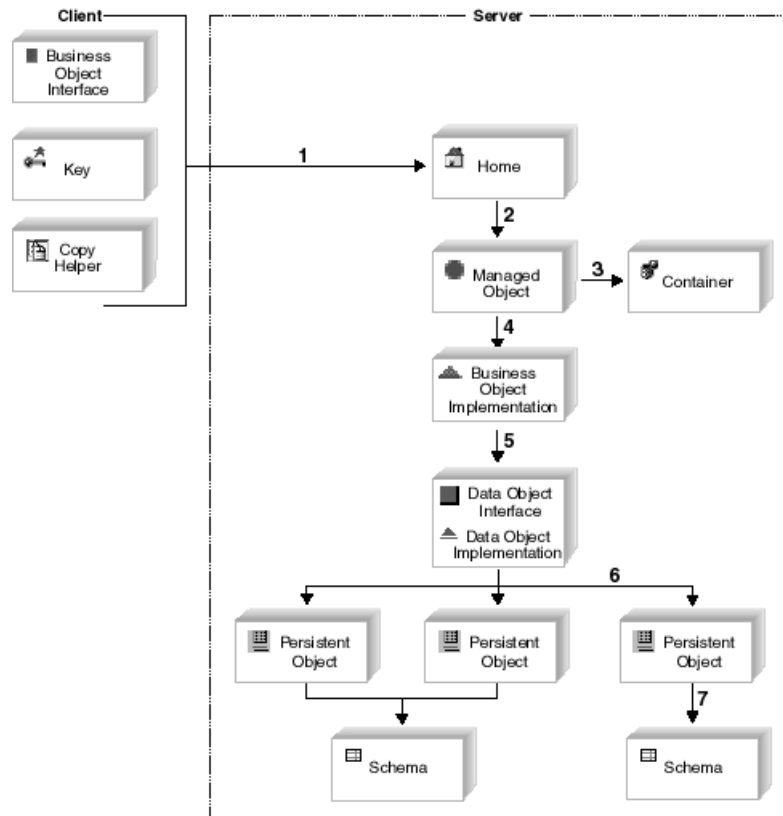 Client
Server
Business
Object
Interface
1
Key
Home
2
Copy
Helper
Managed
Object
3
Container
4
Business
Object
Implementation
5
Data Object
Interface
Data Object
Implementation
6
Persistent
Object
Persistent
Object
Persistent
Object
7
Schema
Schema